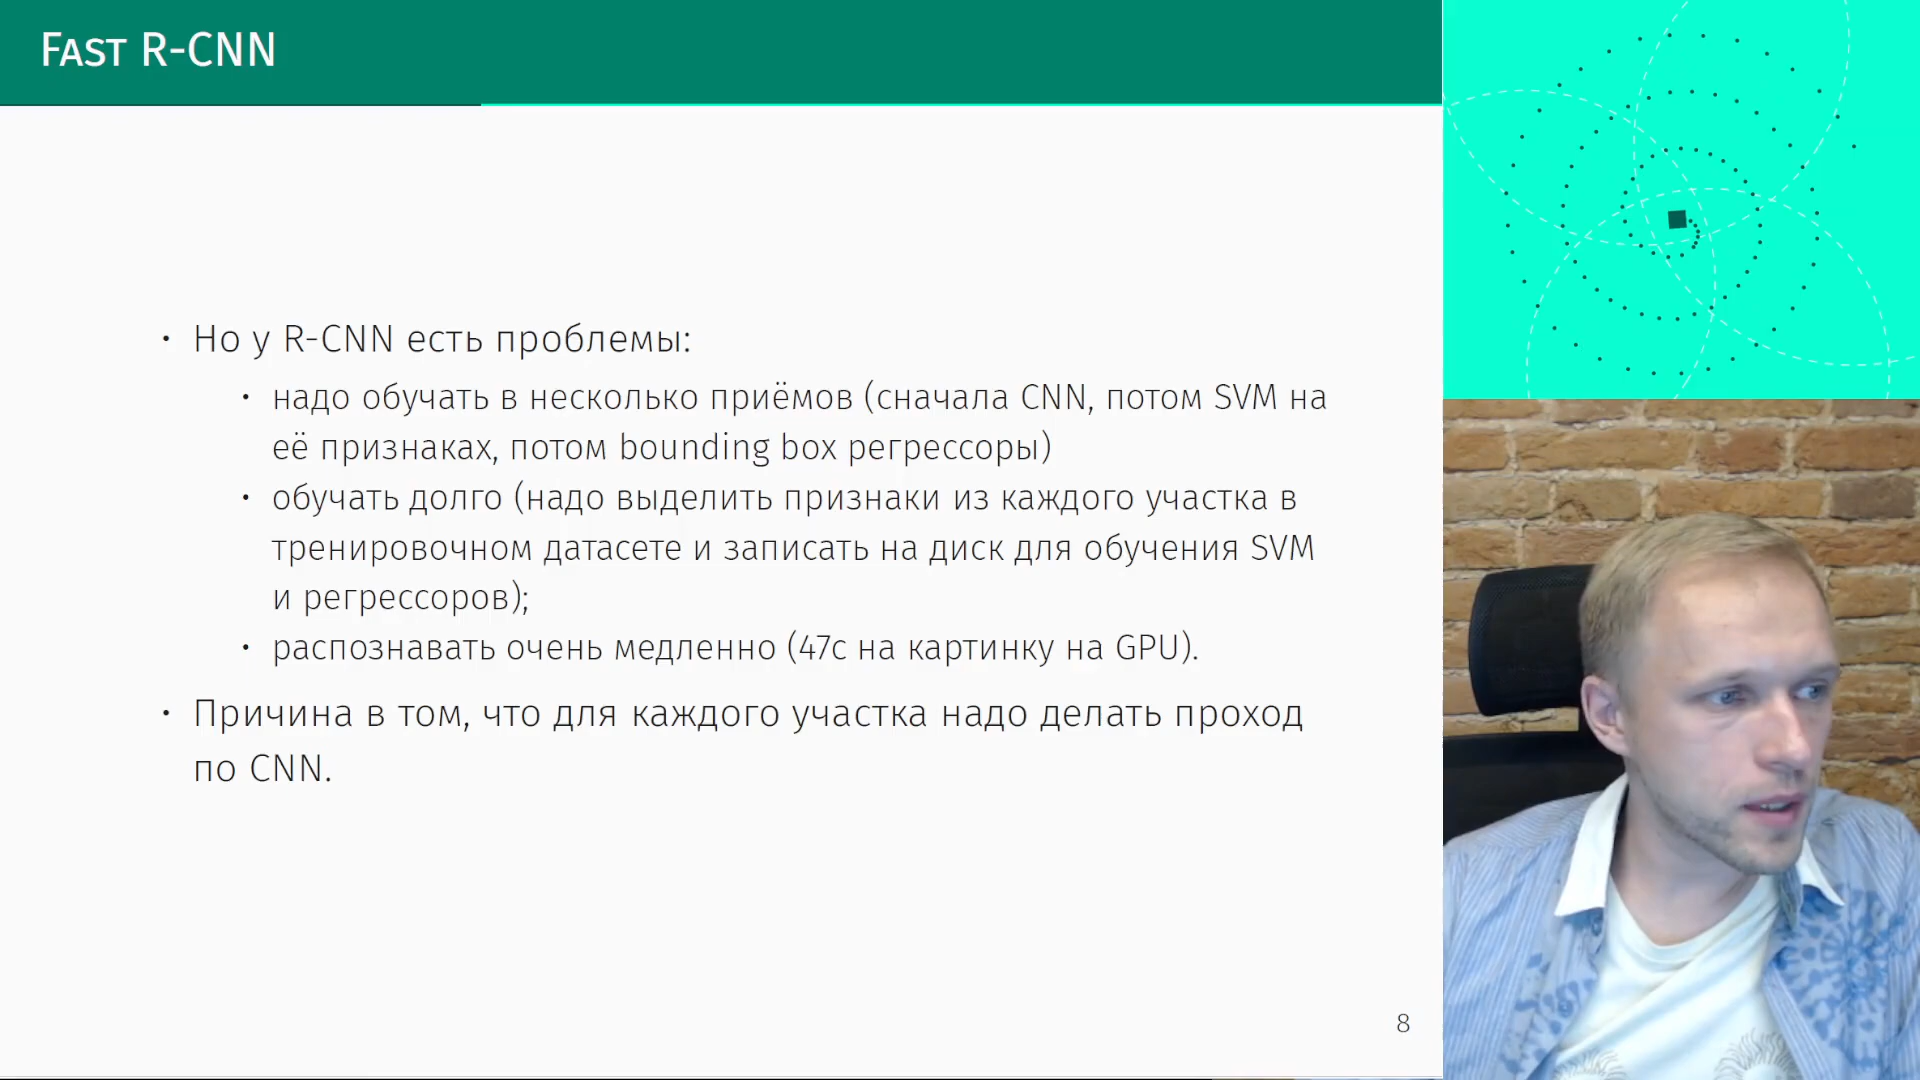 Fast R-CNN
· Но у R-CNN есть проблемы:
· надо обучать в несколько приёмов (сначала CNN, потом SVM на
её признаках, потом bounding box регрессоры)
· обучать долго (надо выделить признаки из каждого участка в
тренировочном датасете и записать на диск для обучения SVM
и регрессоров);
· распознавать очень медленно (47с на картинку на GPU).
· Причина в том, что для каждого участка надо делать проход
по CNN.
8